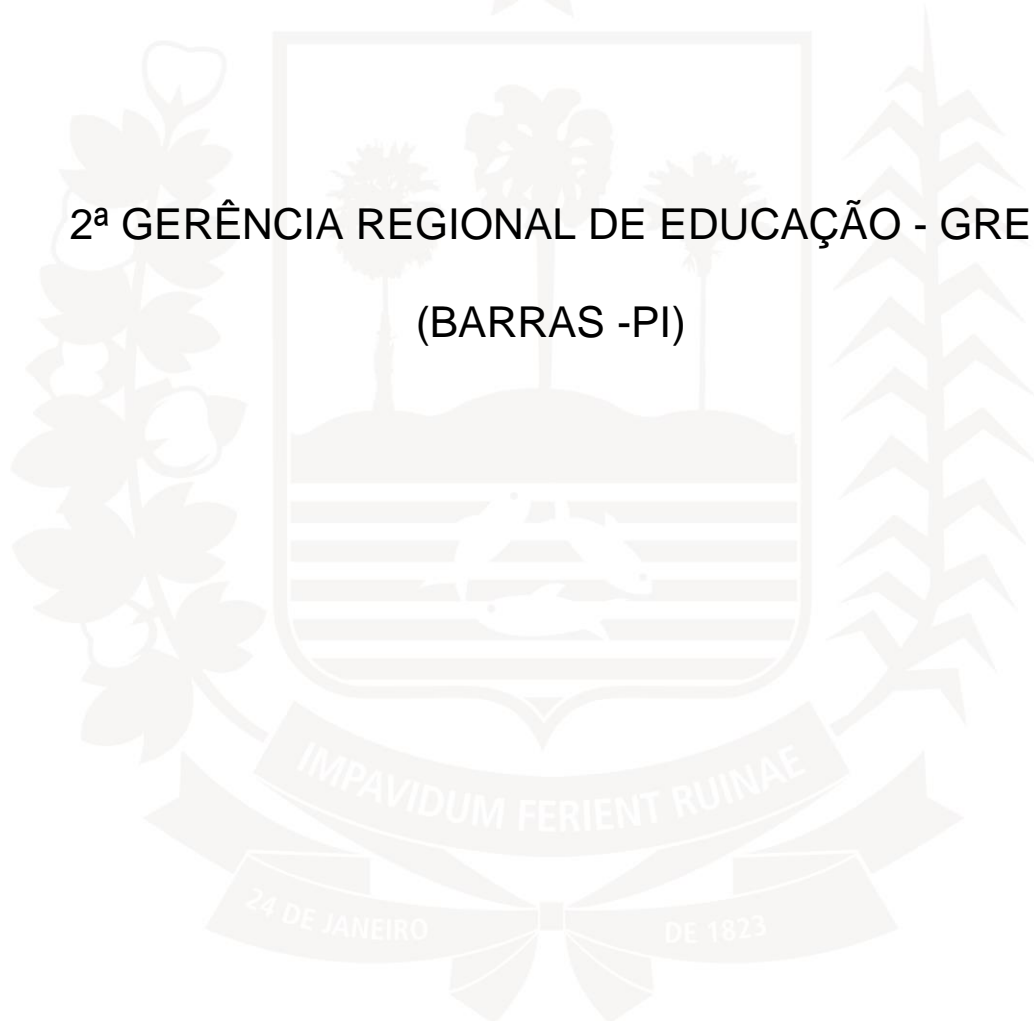 2ª GERÊNCIA REGIONAL DE EDUCAÇÃO - GRE
(BARRAS -PI)
IMPAVIDUM FERIENT RUINAE
24 DE JANEIRO DE 1823